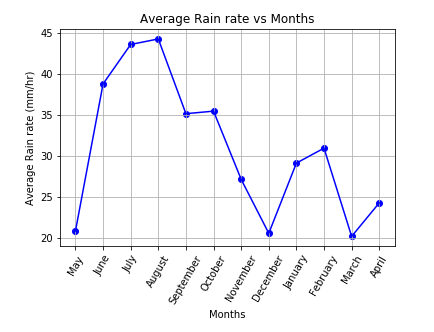 Average Rain rate vs Months
Average Rain rate (mm/hr)
45
40
35
30
25
20
May
June
July
August
September
October
November
December
January
February
March
April
Months